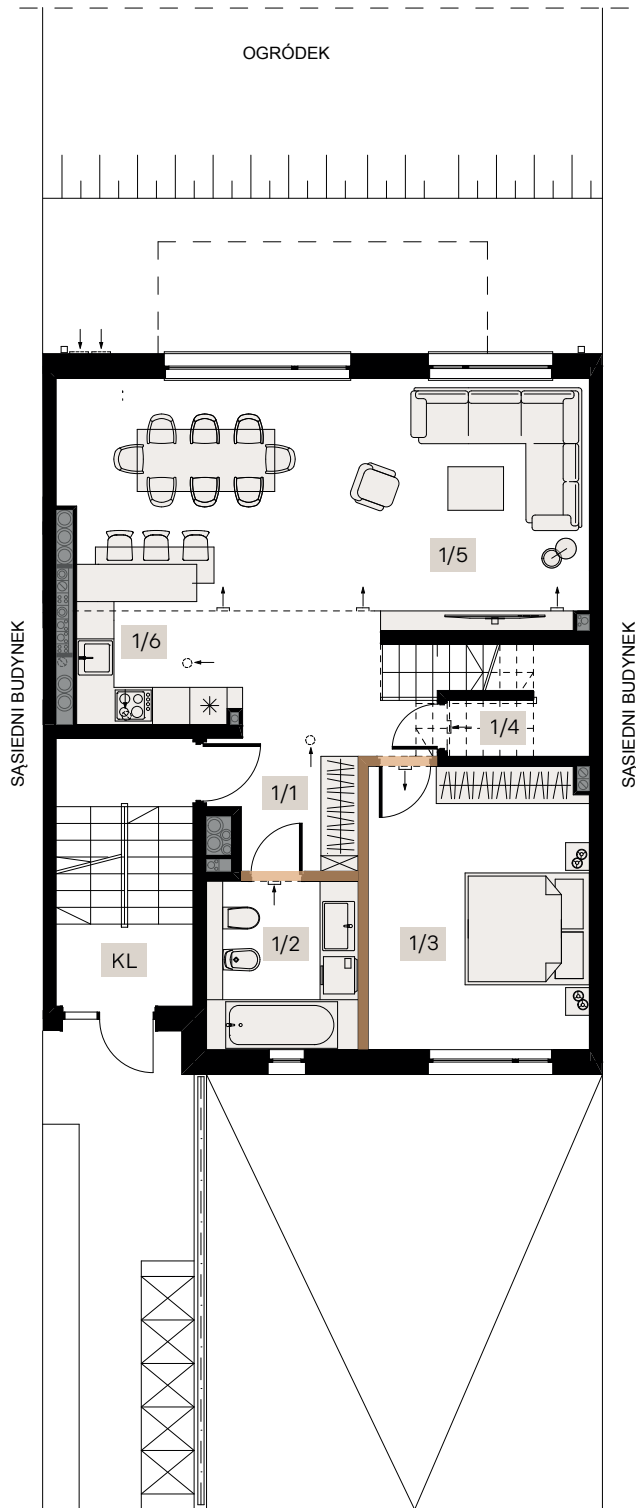 OGRÓDEK
1/5
1/6
SĄSIEDNI BUDYNEK
SĄSIEDNI BUDYNEK
1/4
1/1
1/2
1/3
KL